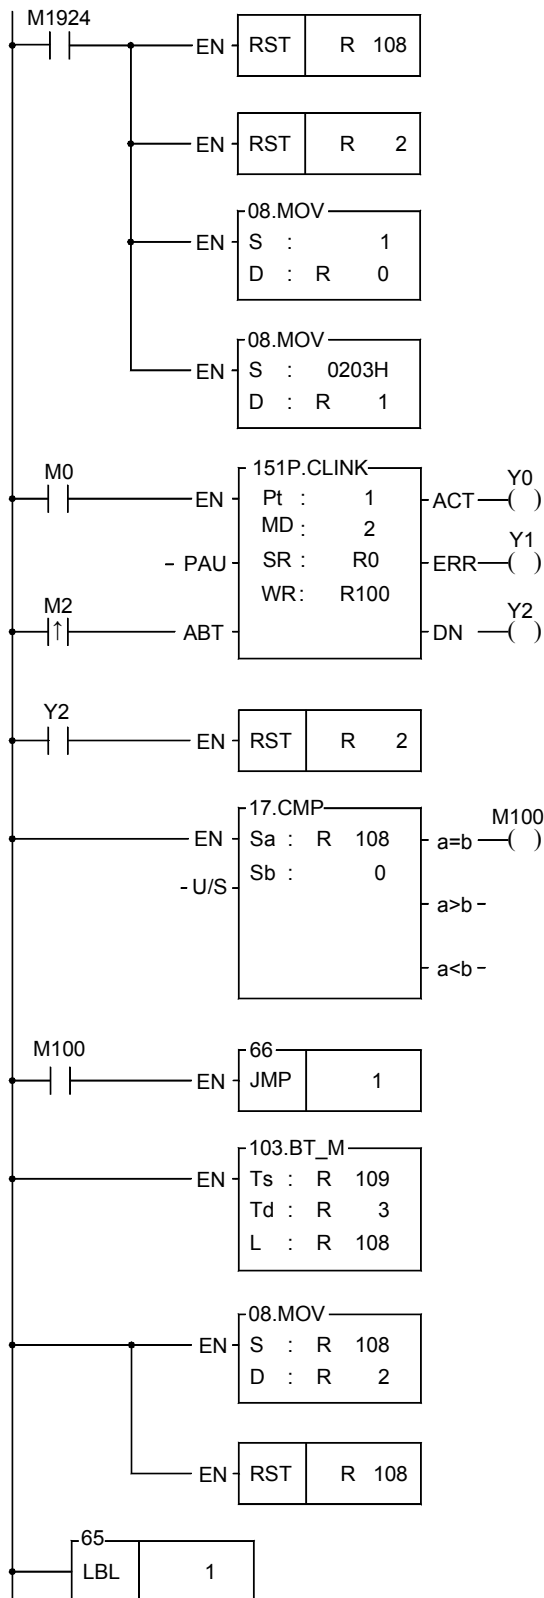 M1924
EN RST R 108
EN RST R 2
08.MOV
EN S : 1
D : R 0
08.MOV
EN S : 0203H
D : R 1
M0
151P.CLINK
Y0
EN Pt : 1 ACT ( )
MD : 2
Y1
- PAU SR : R0 ERR ( )
WR : R100
M2
Y2
↑ ABT DN ( )
Y2
EN RST R 2
17.CMP
M100
EN Sa : R 108 a=b ( )
- U/S Sb : 0
a>b -
a<b -
M100
66
EN JMP 1
103.BT_M
EN Ts : R 109
Td : R 3
L : R 108
08.MOV
EN S : R 108
D : R 2
EN RST R 108
65
LBL 1